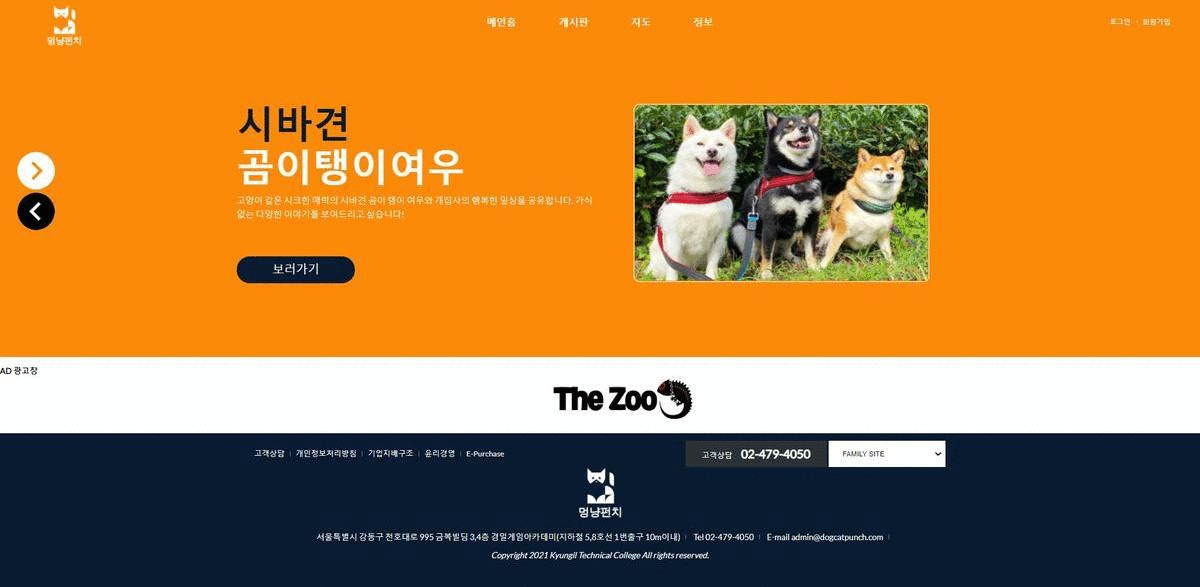 멍냥펀치
메인홈 게시판 지도 정보
로그인 | 회원가입
시바견
곰이탱이여우
고양이 같은 시크한 매력의 시바견 곰이 탱이 여우와 개집사의 행복한 일상을 공유합니다. 가식
없는 다양한 이야기를 보여드리고 싶습니다!
보러가기
AD 광고창
The Zoo
고객상담 | 개인정보처리방침 | 기업지배구조 | 윤리경영 | E-Purchase
고객상담 02-479-4050
FAMILY SITE
멍냥펀치
서울특별시 강동구 천호대로 995 금복빌딩 3,4층 경일게임아카데미(지하철 5,8호선 1번출구 10m이내) | Tel 02-479-4050 | E-mail admin@dogcatpunch.com |
Copyright 2021 Kyungil Technical College All rights reserved.